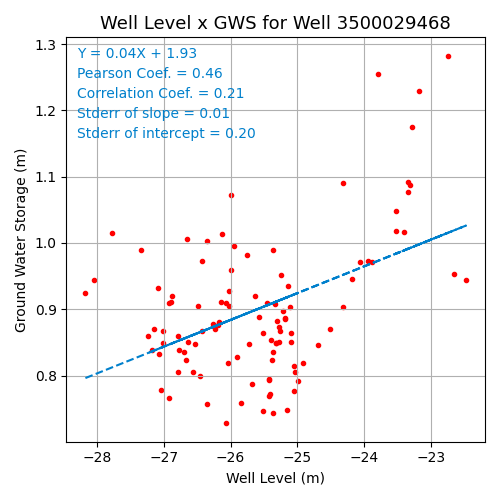 Well Level x GWS for Well 3500029468
Y = 0.04X + 1.93
Pearson Coef. = 0.46
Correlation Coef. = 0.21
Stderr of slope = 0.01
Stderr of intercept = 0.20
Ground Water Storage (m)
1.3
1.2
1.1
1.0
0.9
0.8
−28 −27 −26 −25 −24 −23
Well Level (m)